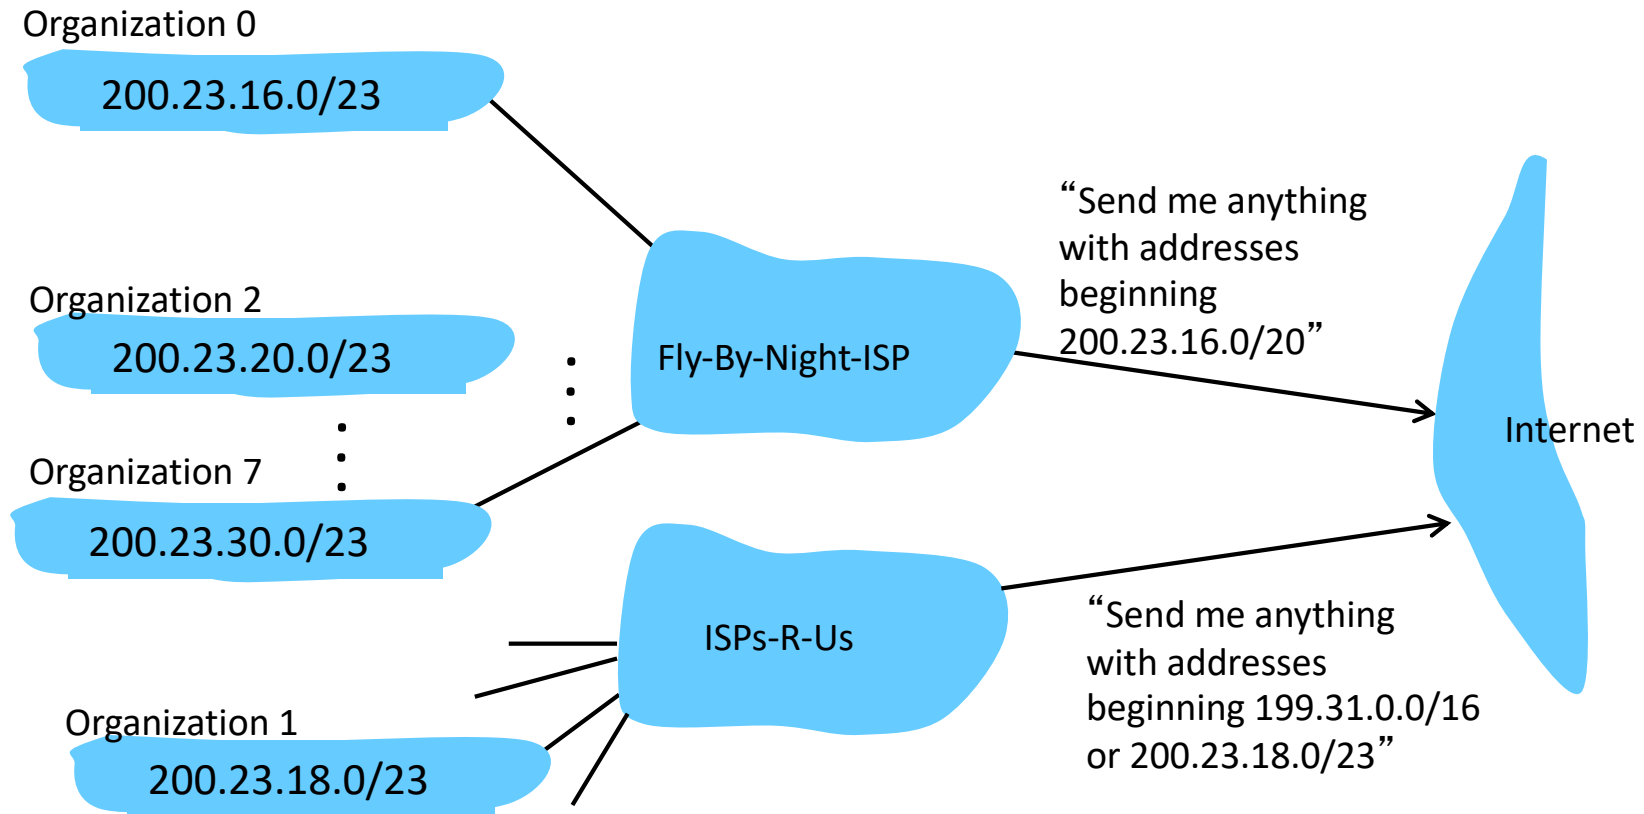 Organization 0
200.23.16.0/23
Organization 2
200.23.20.0/23
Organization 7
200.23.30.0/23
Fly-By-Night-ISP
“Send me anything
with addresses
beginning
200.23.16.0/20”
Internet
ISPs-R-Us
Organization 1
200.23.18.0/23
“Send me anything
with addresses
beginning 199.31.0.0/16
or 200.23.18.0/23”